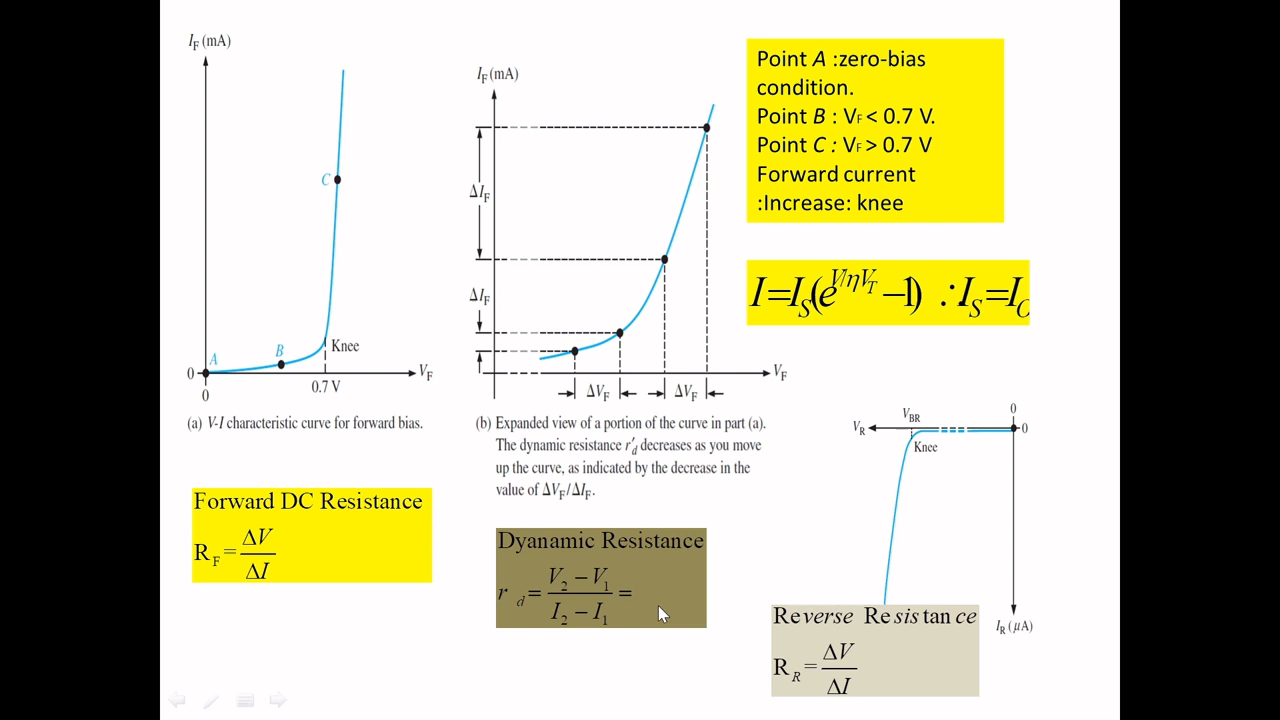 I_F (mA)
C
A
B
Knee
0
V_F
0
0.7 V
(a) V-I characteristic curve for forward bias.
Forward DC Resistance
R_F = ΔV / ΔI
I_F (mA)
ΔI_F
ΔI_F
0
V_F
ΔV_F
ΔV_F
(b) Expanded view of a portion of the curve in part (a).
The dynamic resistance r′_d decreases as you move
up the curve, as indicated by the decrease in the
value of ΔV_F/ΔI_F.
Dyanamic Resistance
r_d = V_2 − V_1 / I_2 − I_1 =
Point A :zero-bias
condition.
Point B : V_F < 0.7 V.
Point C : V_F > 0.7 V
Forward current
:Increase: knee
I=I_S(e^{V/ηV_T} −1) ∴I_S=I_O
0
V_BR
V_R
0
Knee
I_R (μA)
Reverse Resistance
R_R = ΔV / ΔI